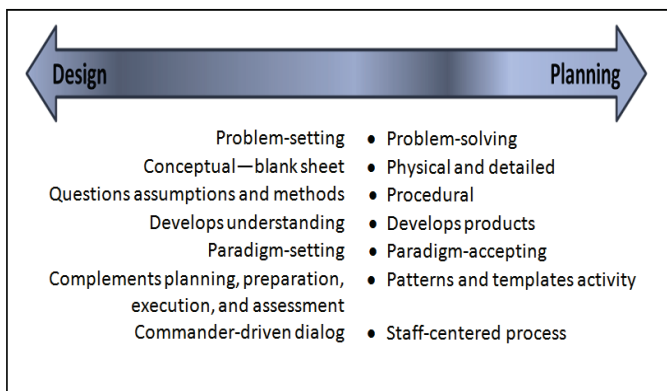 Design Planning
Problem-setting • Problem-solving
Conceptual—blank sheet • Physical and detailed
Questions assumptions and methods • Procedural
Develops understanding • Develops products
Paradigm-setting • Paradigm-accepting
Complements planning, preparation, • Patterns and templates activity
execution, and assessment
Commander-driven dialog • Staff-centered process